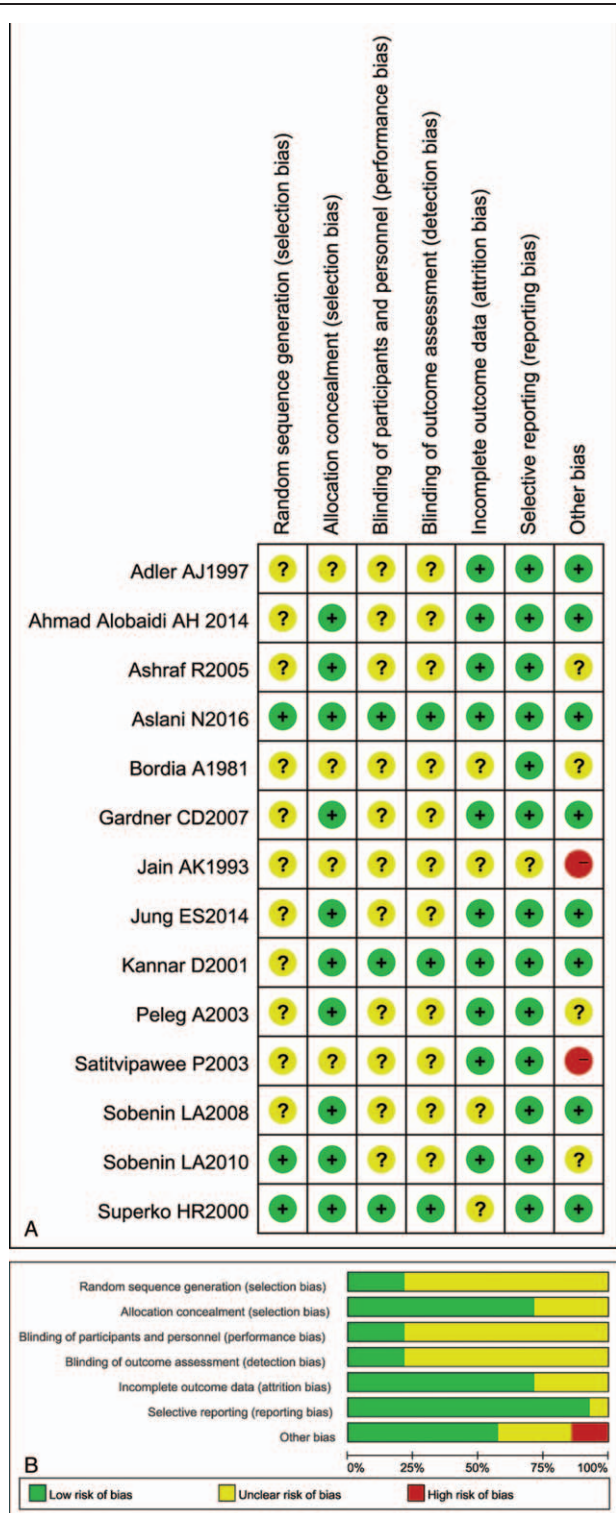 Random sequence generation (selection bias)
Allocation concealment (selection bias)
Blinding of participants and personnel (performance bias)
Blinding of outcome assessment (detection bias)
Incomplete outcome data (attrition bias)
Selective reporting (reporting bias)
Other bias
Adler AJ1997 ? ? ? ? + + +
Ahmad Alobaidi AH 2014 ? + ? ? + + +
Ashraf R2005 ? + ? ? + + ?
Aslani N2016 + + + + + + +
Bordia A1981 ? ? ? ? ? + ?
Gardner CD2007 ? + ? ? + + +
Jain AK1993 ? ? ? ? ? ? −
Jung ES2014 ? + ? ? + + +
Kannar D2001 ? + + + + + +
Peleg A2003 ? + ? ? + + ?
Satitvipawee P2003 ? ? ? ? + + −
Sobenin LA2008 ? + ? ? ? + +
Sobenin LA2010 + + ? ? + + ?
Superko HR2000 + + + + ? + +
A
Random sequence generation (selection bias)
Allocation concealment (selection bias)
Blinding of participants and personnel (performance bias)
Blinding of outcome assessment (detection bias)
Incomplete outcome data (attrition bias)
Selective reporting (reporting bias)
Other bias
0% 25% 50% 75% 100%
B
Low risk of bias Unclear risk of bias High risk of bias